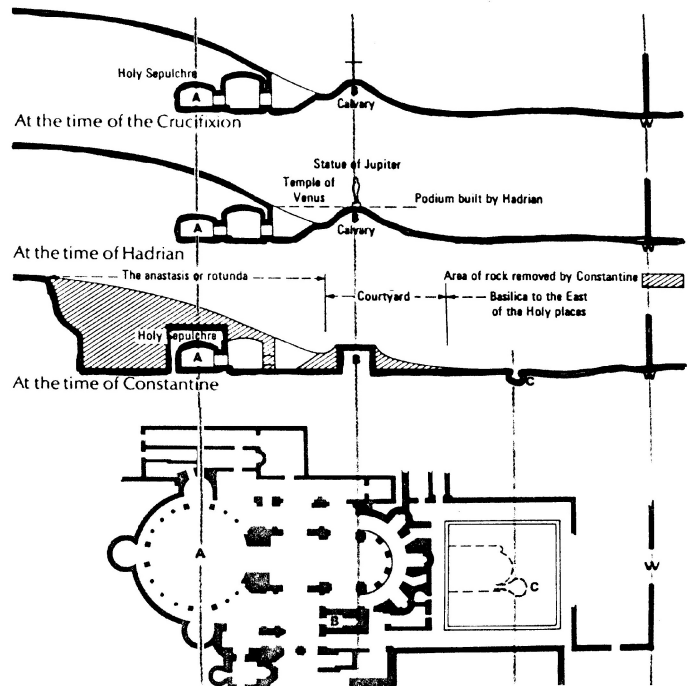 Holy Sepulchre
A
B
Calvary
W
At the time of the Crucifixion
Statue of Jupiter
Temple of
Venus
Podium built by Hadrian
A
B
Calvary
W
At the time of Hadrian
The anastasis or rotunda
Area of rock removed by Constantine
Courtyard
Basilica to the East
of the Holy places
Holy Sepulchre
A
B
C
W
At the time of Constantine
A
B
C
W